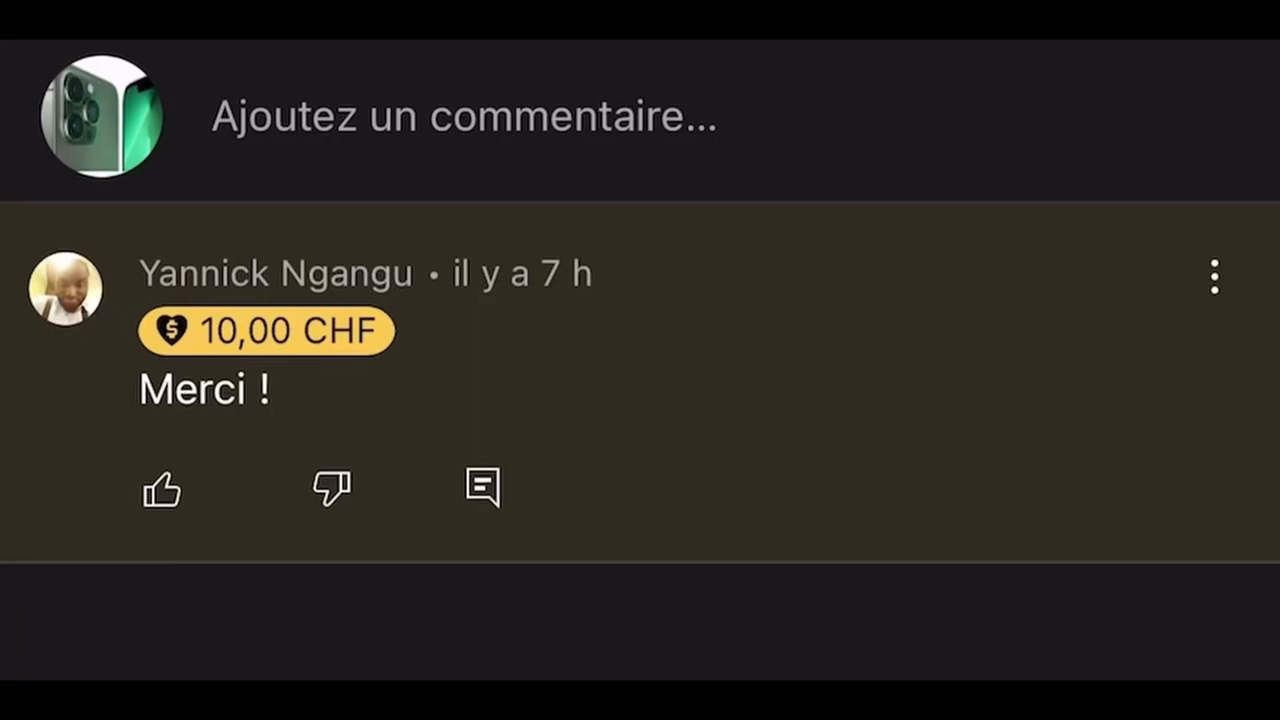 Ajoutez un commentaire...
Yannick Ngangu • il y a 7 h
10,00 CHF
Merci !